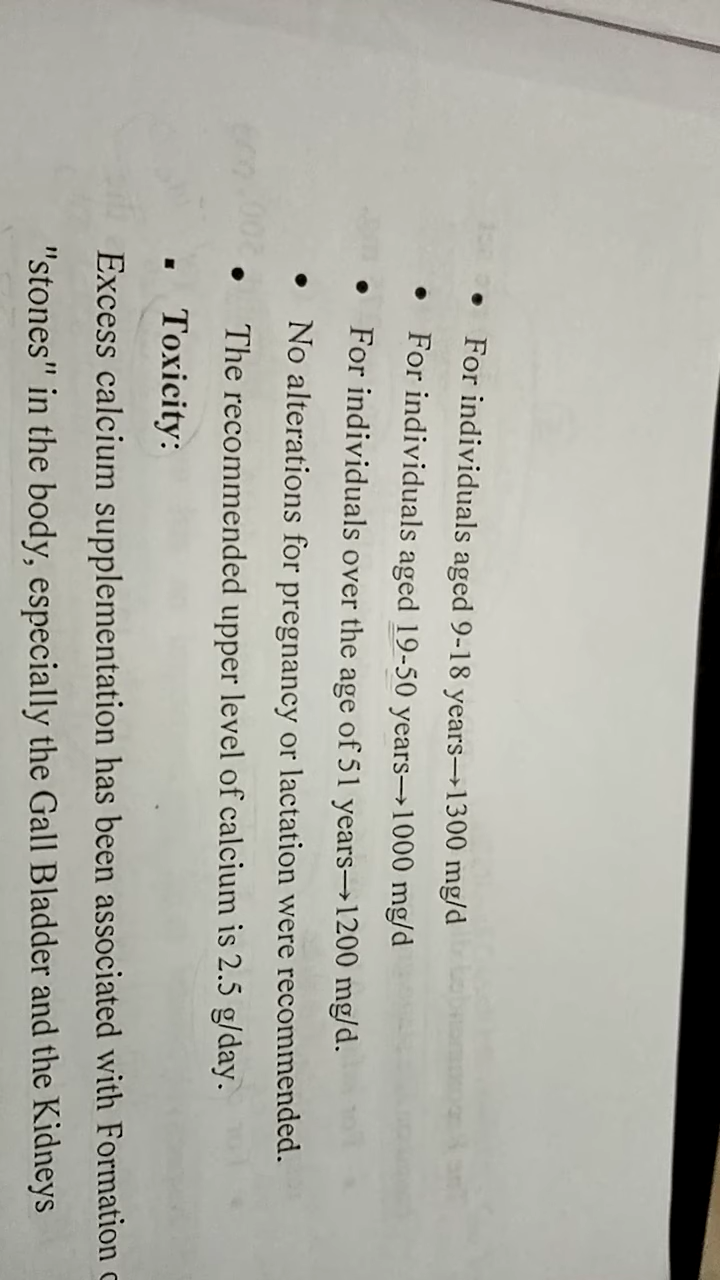 • For individuals aged 9-18 years→1300 mg/d
• For individuals aged 19-50 years→1000 mg/d
• For individuals over the age of 51 years→1200 mg/d.
• No alterations for pregnancy or lactation were recommended.
• The recommended upper level of calcium is 2.5 g/day.
▪ Toxicity:
Excess calcium supplementation has been associated with Formation
"stones" in the body, especially the Gall Bladder and the Kidneys